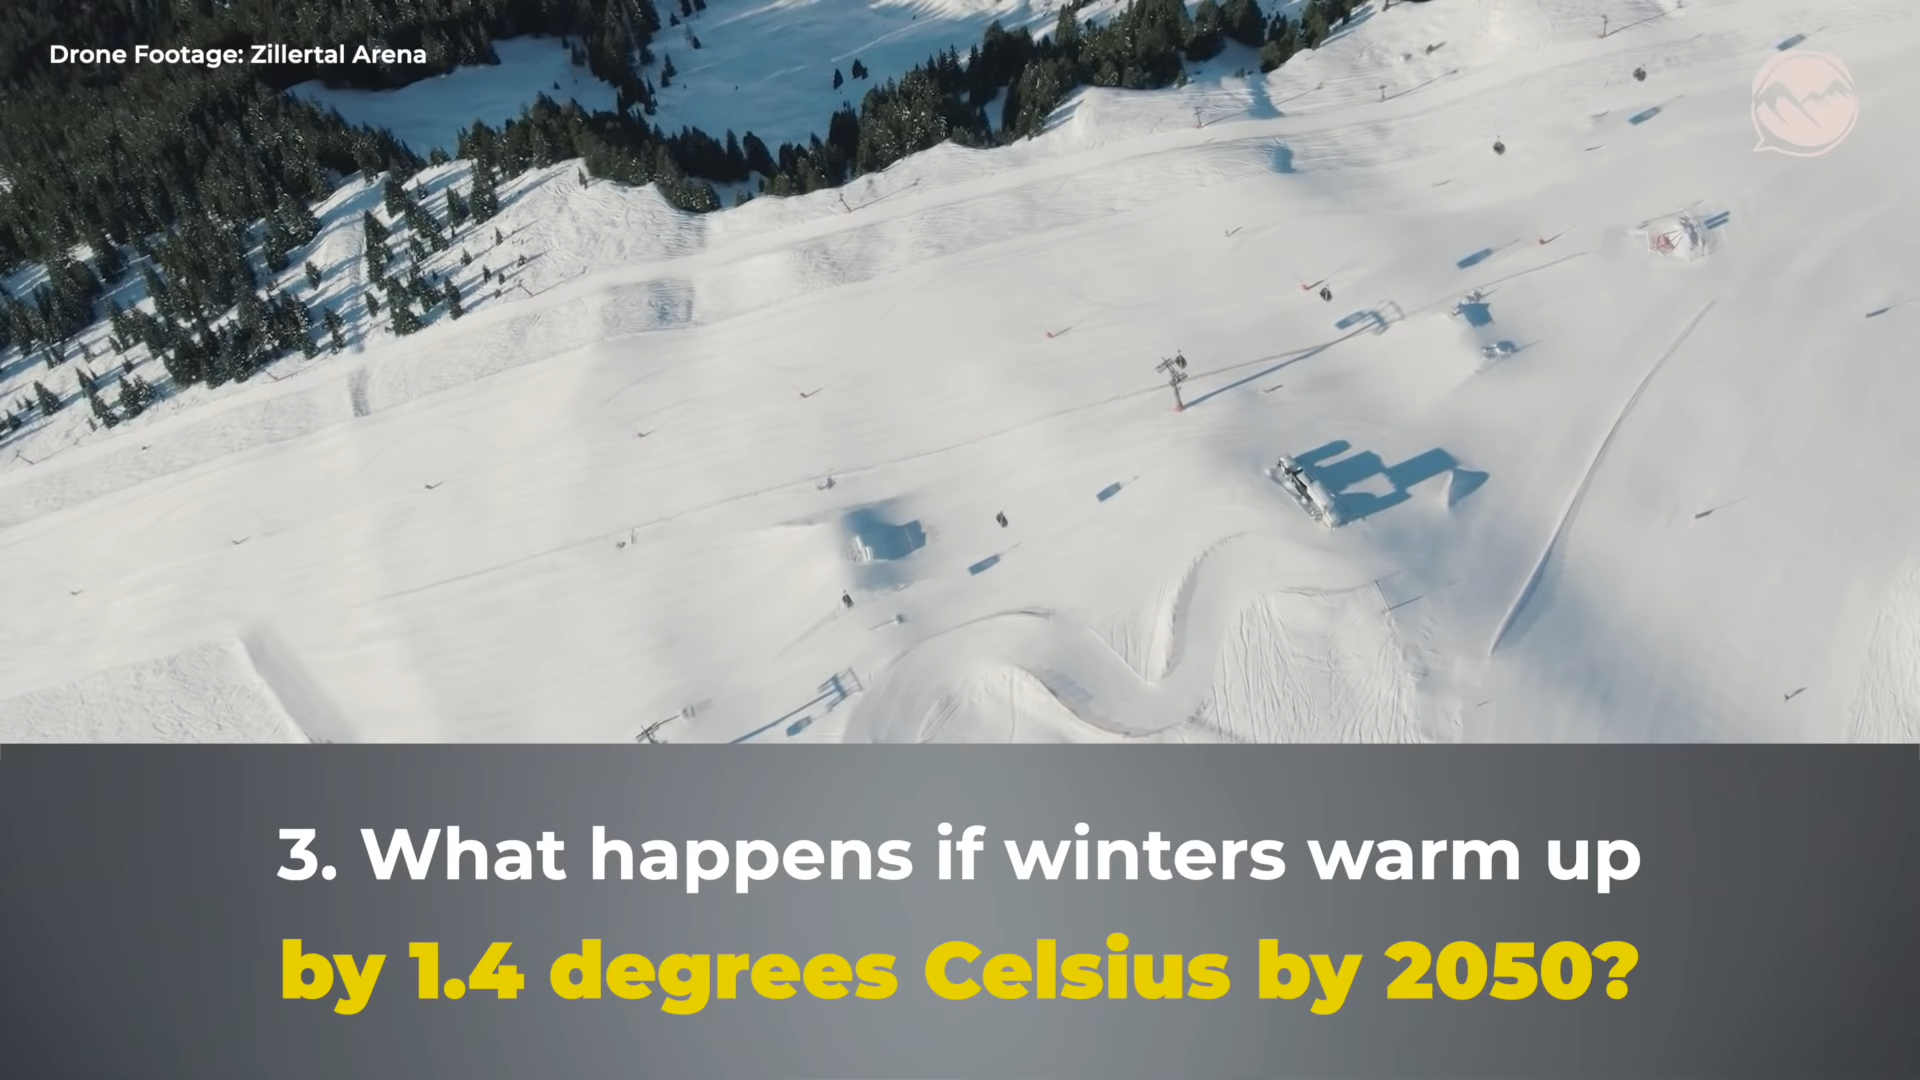 Drone Footage: Zillertal Arena
3. What happens if winters warm up
by 1.4 degrees Celsius by 2050?